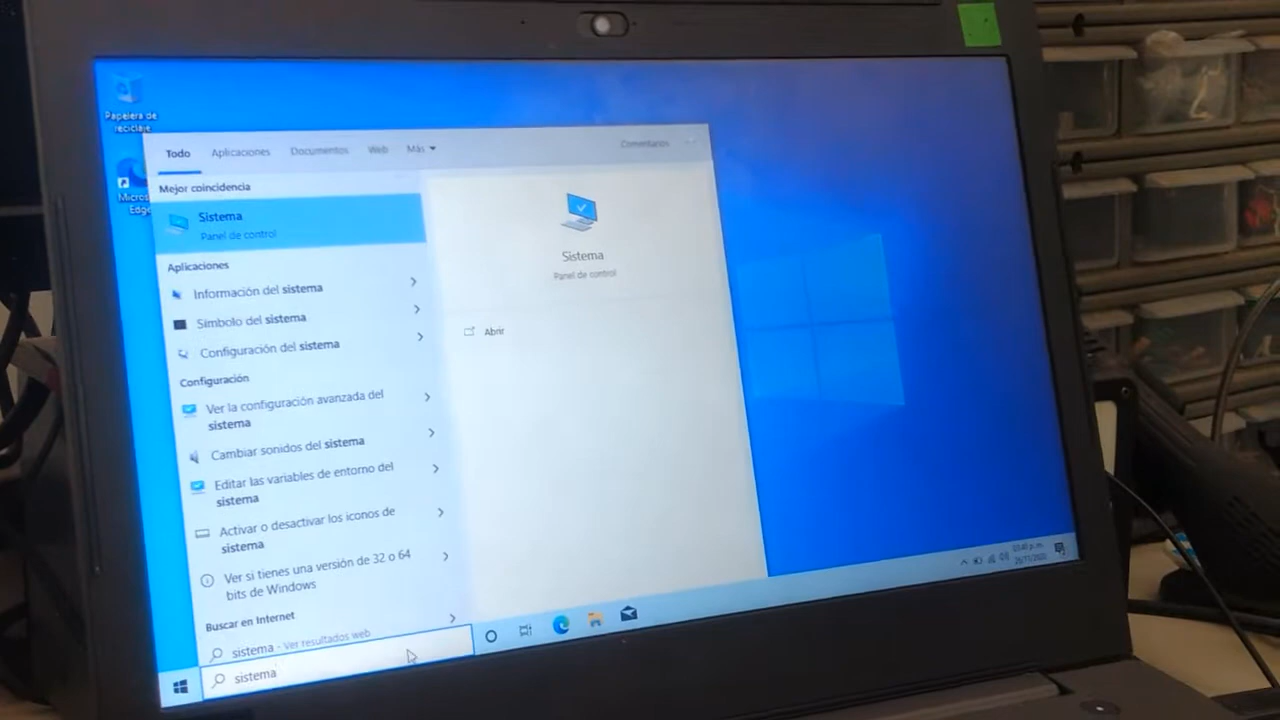 Papelera de
reciclaje
Micros
Edge
Todo Aplicaciones Documentos Web Más
Comentarios
Mejor coincidencia
Sistema
Panel de control
Aplicaciones
Información del sistema
Símbolo del sistema
Configuración del sistema
Configuración
Ver la configuración avanzada del
sistema
Cambiar sonidos del sistema
Editar las variables de entorno del
sistema
Activar o desactivar los iconos de
sistema
Ver si tienes una versión de 32 o 64
bits de Windows
Buscar en Internet
sistema - Ver resultados web
sistema
Sistema
Panel de control
Abrir